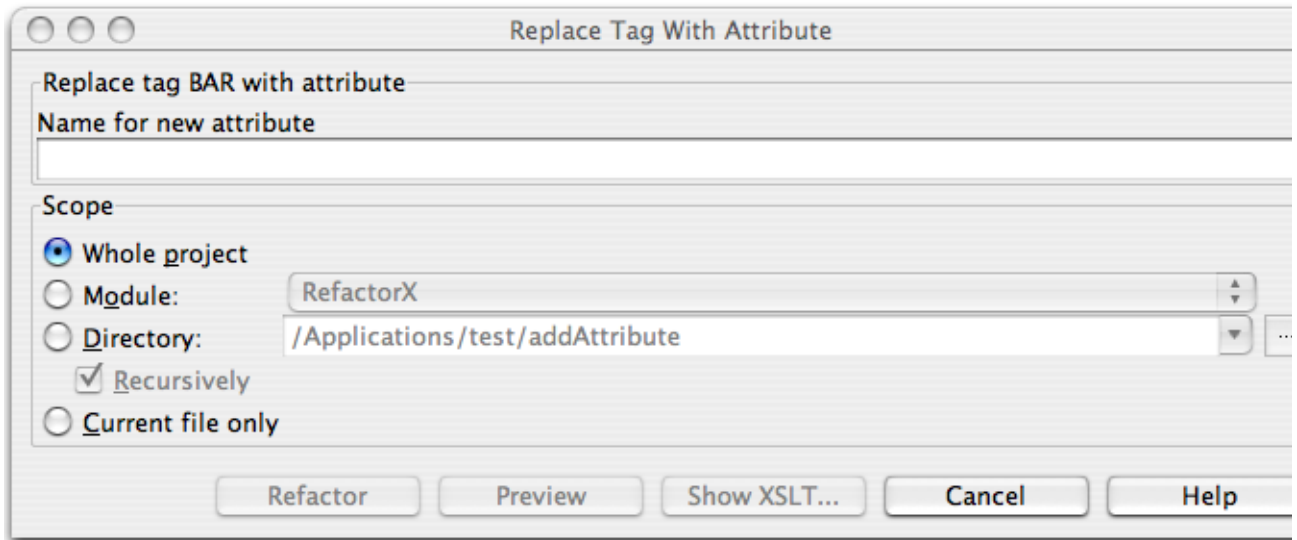 Replace Tag With Attribute
Replace tag BAR with attribute
Name for new attribute
Scope
Whole project
Module: RefactorX
Directory: /Applications/test/addAttribute ...
Recursively
Current file only
Refactor Preview Show XSLT... Cancel Help